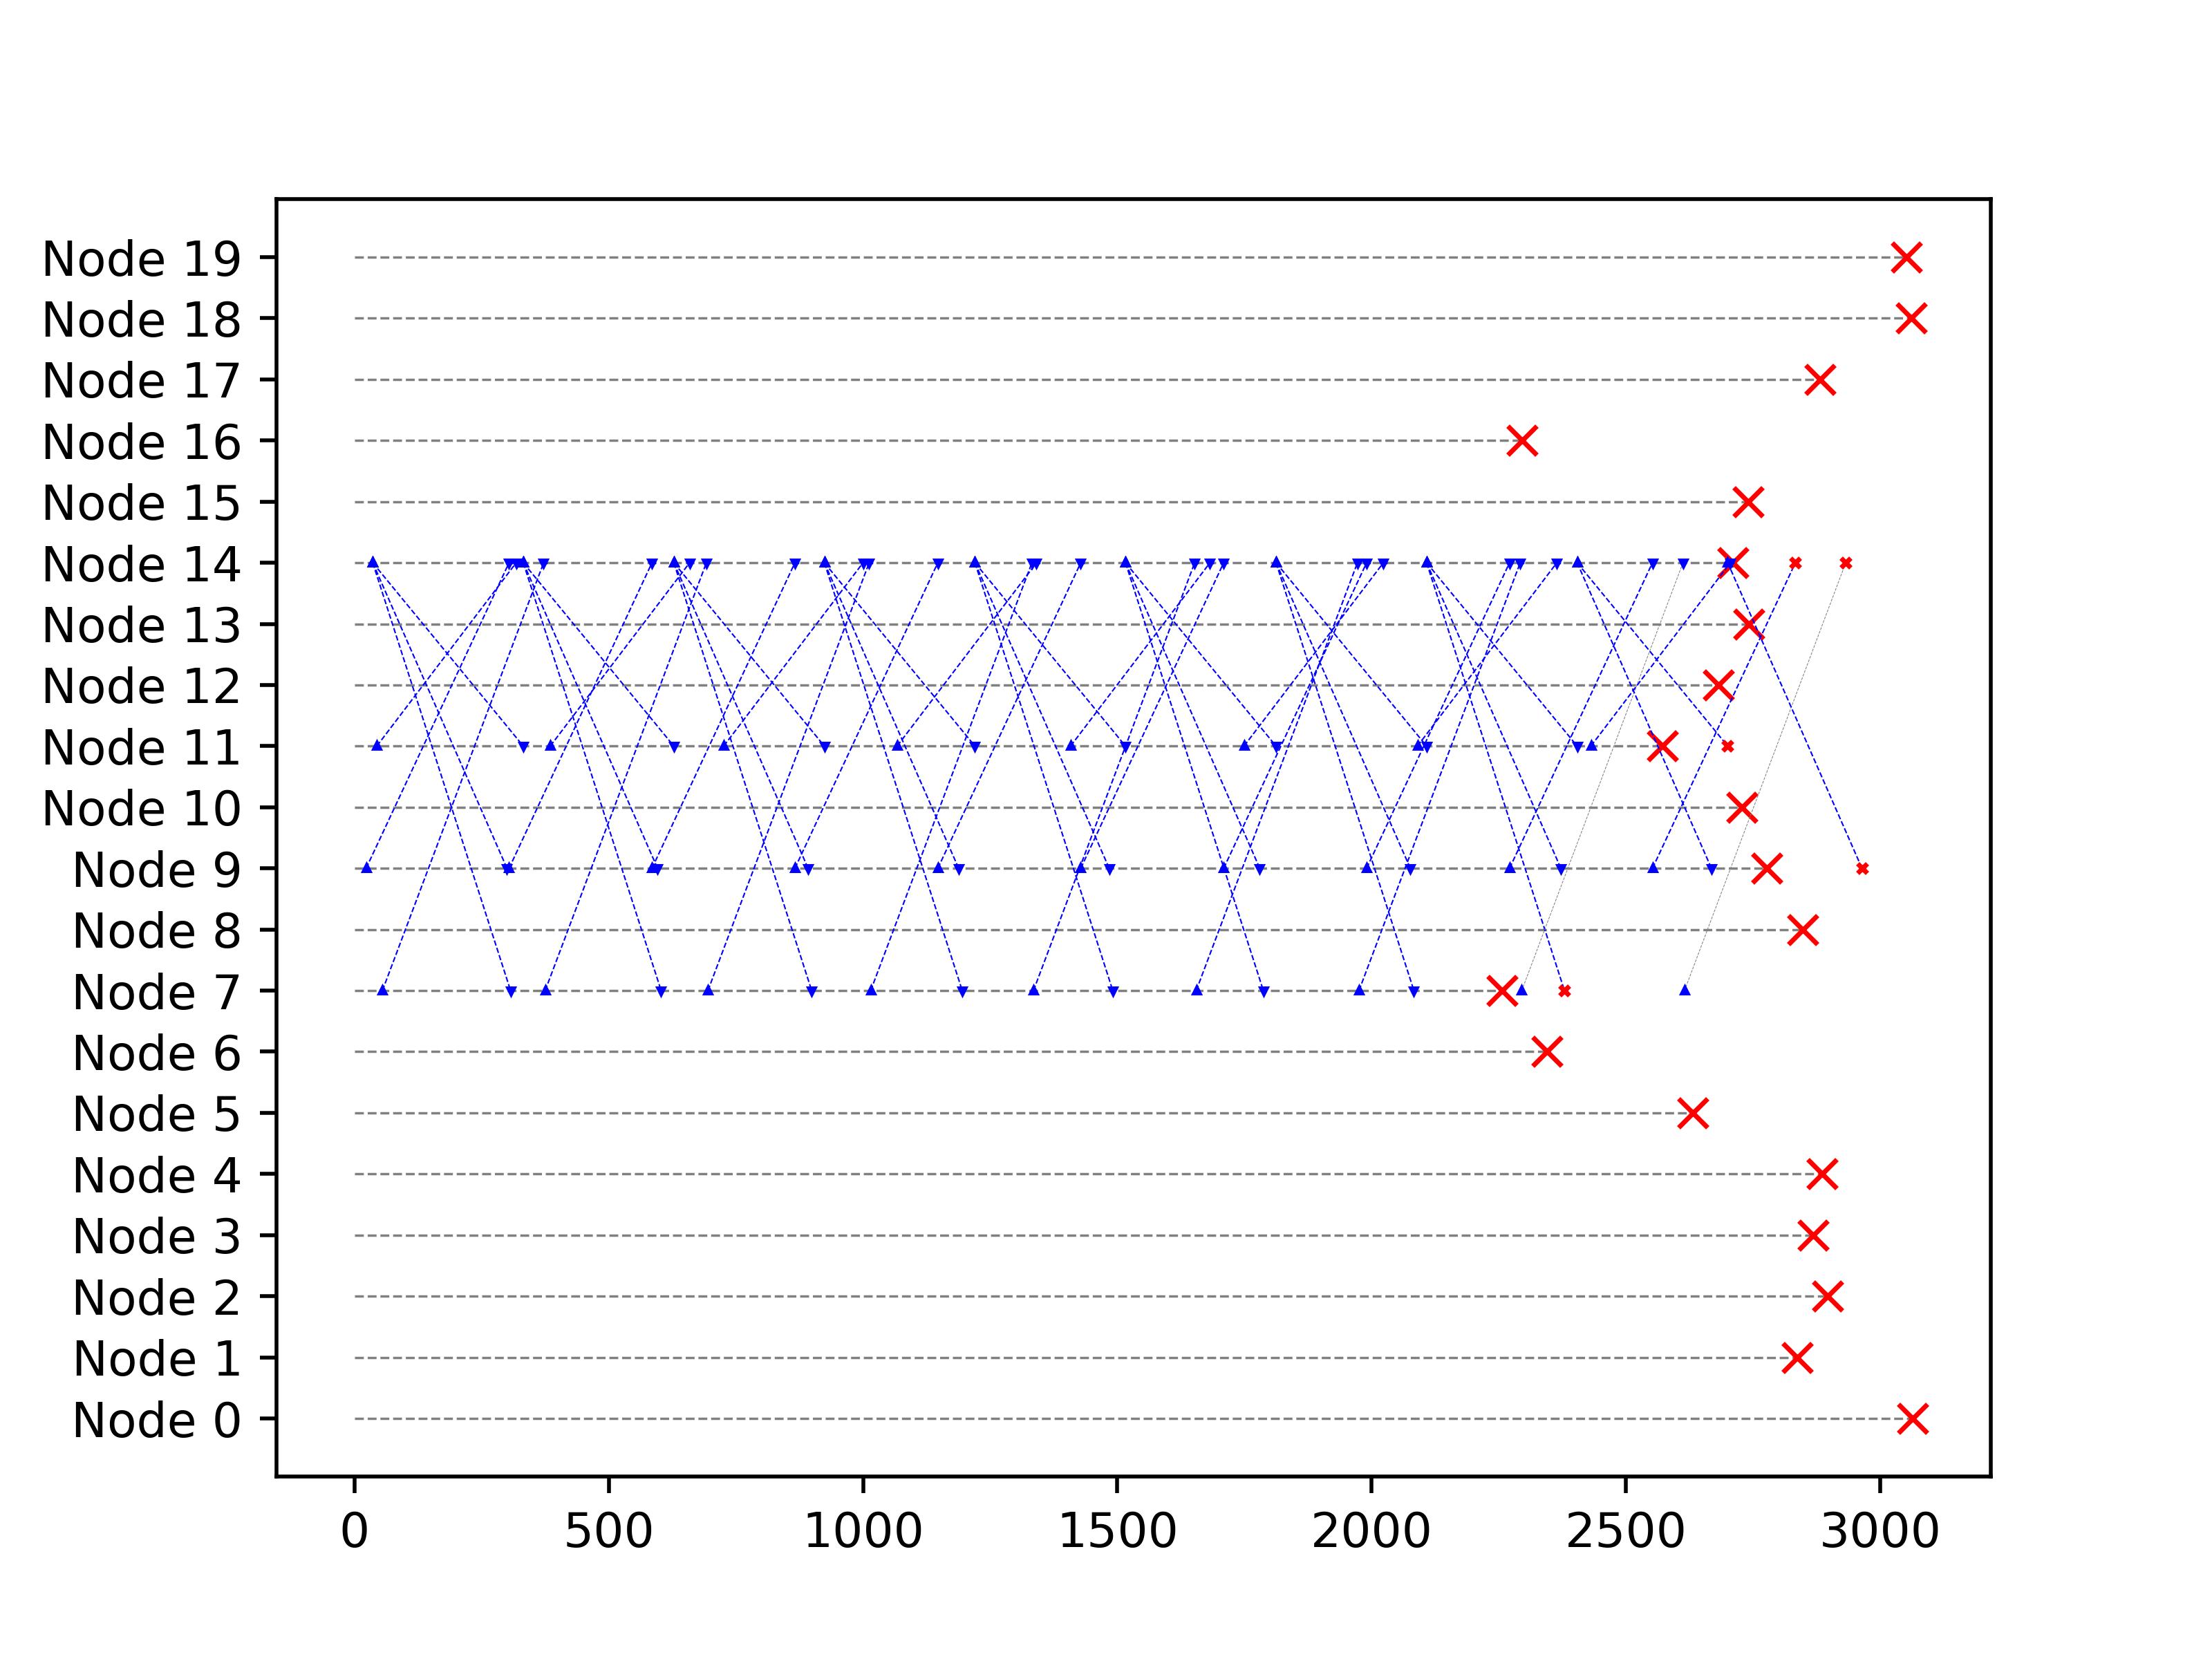 Node 19
Node 18
Node 17
Node 16
Node 15
Node 14
Node 13
Node 12
Node 11
Node 10
Node 9
Node 8
Node 7
Node 6
Node 5
Node 4
Node 3
Node 2
Node 1
Node 0
0 500 1000 1500 2000 2500 3000